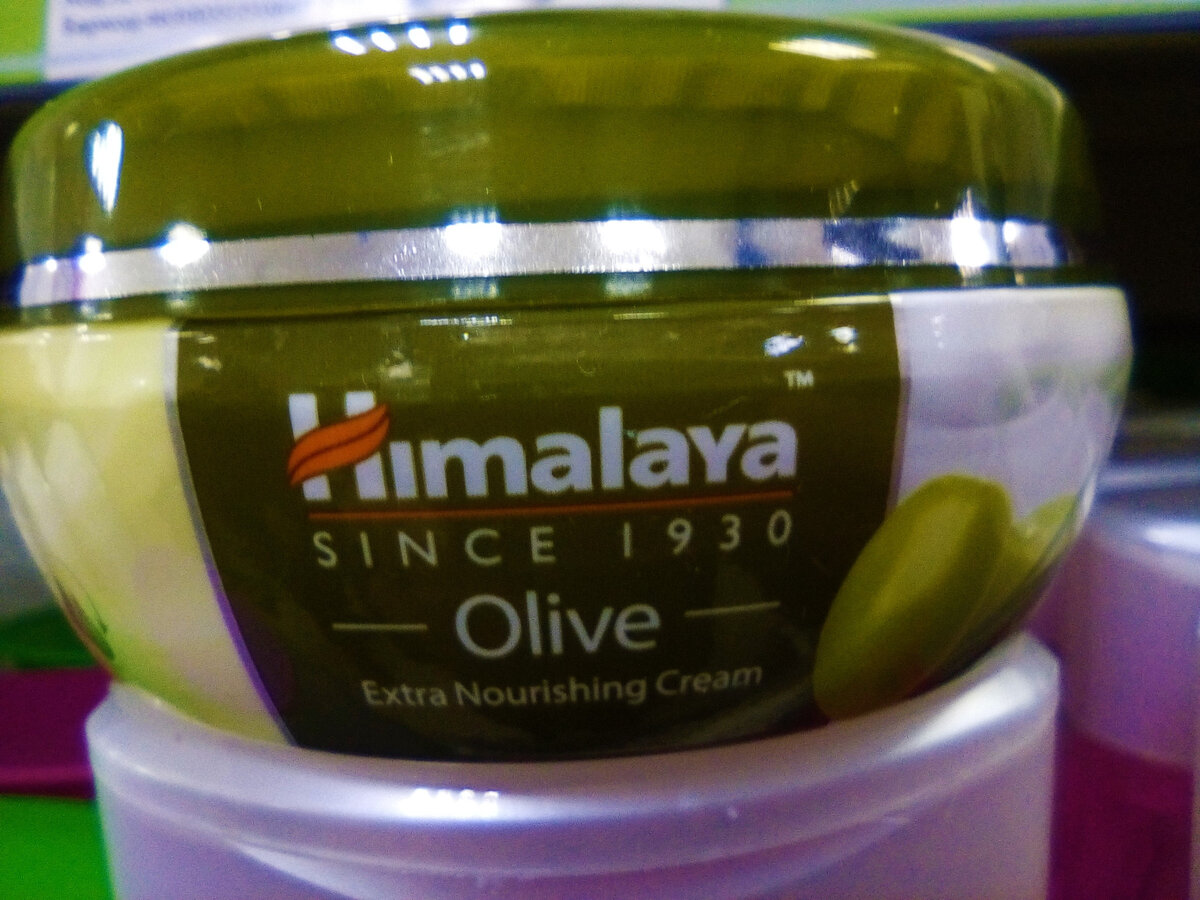 Himalaya™
SINCE 1930
Olive
Extra Nourishing Cream